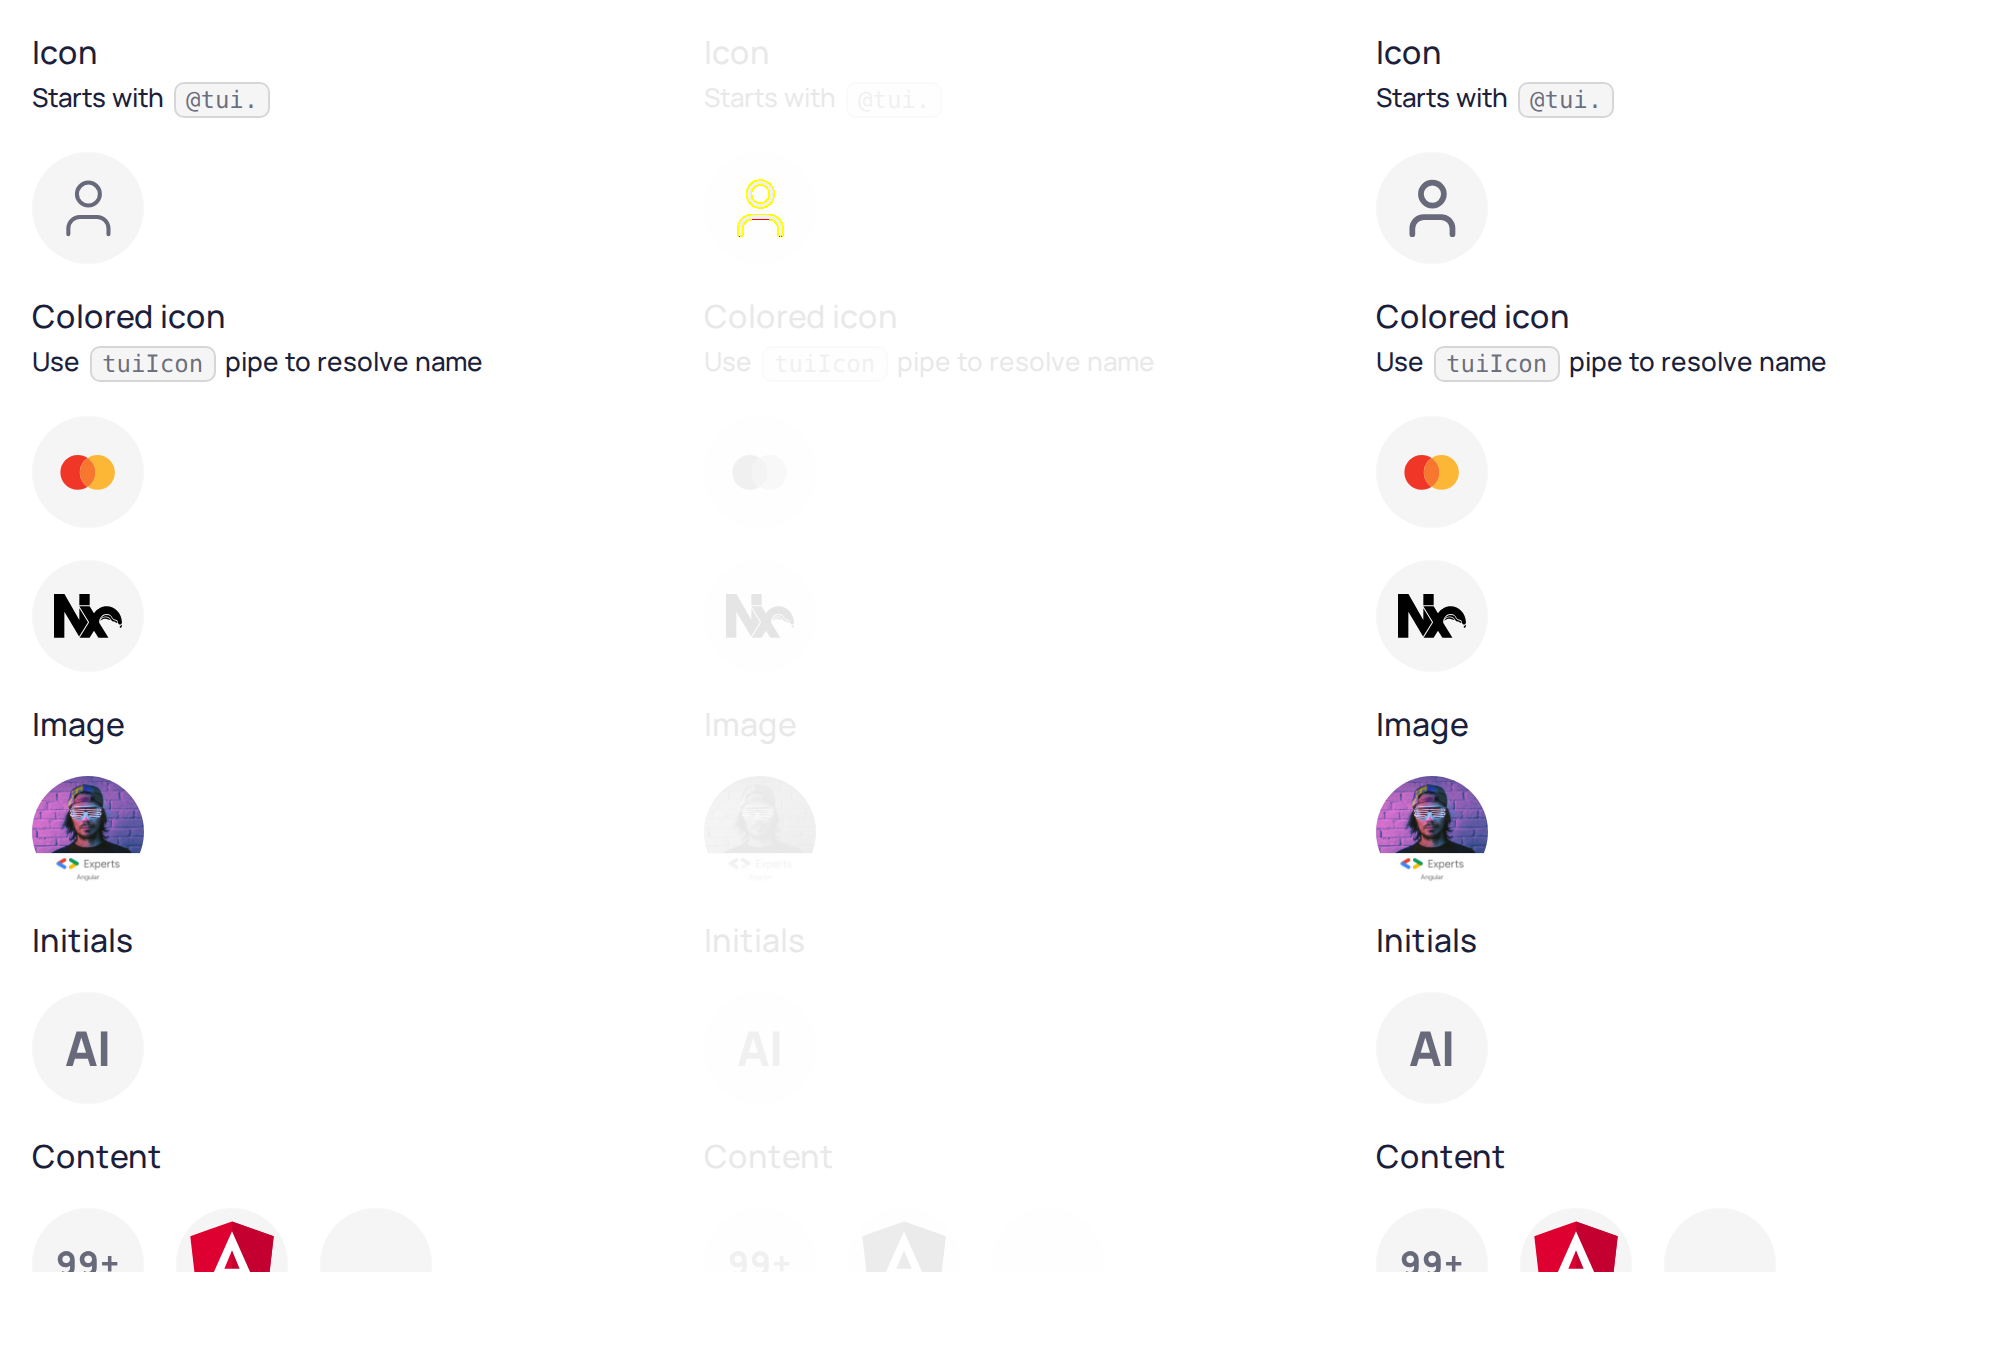 Icon
Starts with @tui.
Colored icon
Use tuiIcon pipe to resolve name
Nx
Image
Experts
Angular
Initials
AI
Content
99+
A
Icon
Starts with @tui.
Colored icon
Use tuiIcon pipe to resolve name
Nx
Image
Experts
Initials
AI
Content
99+
A
Icon
Starts with @tui.
Colored icon
Use tuiIcon pipe to resolve name
Nx
Image
Experts
Angular
Initials
AI
Content
99+
A